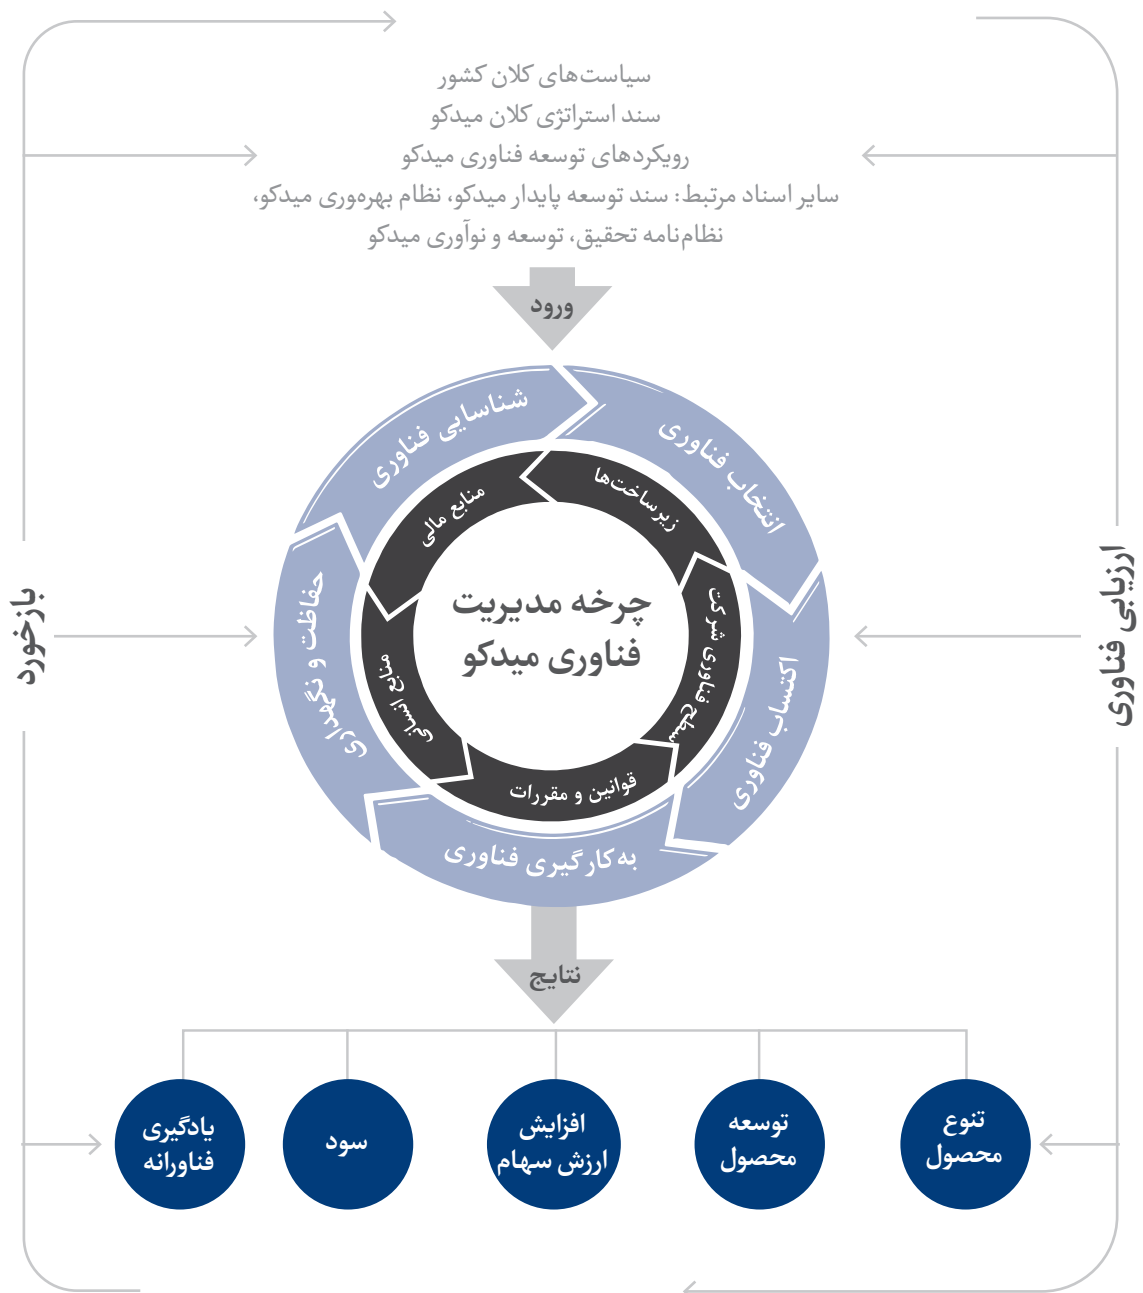 سیاست‌های کلان کشور
سند استراتژی کلان میدکو
رویکردهای توسعه فناوری میدکو
سایر اسناد مرتبط: سند توسعه پایدار میدکو، نظام بهره‌وری میدکو،
نظام‌نامه تحقیق، توسعه و نوآوری میدکو
ورود
شناسایی فناوری
انتخاب فناوری
اکتساب فناوری
به‌کارگیری فناوری
حفاظت و نگهداری
منابع مالی
زیرساخت‌ها
سطح فناوری شرکت
قوانین و مقررات
منابع انسانی
چرخه مدیریت
فناوری میدکو
ارزیابی فناوری
بازخورد
نتایج
تنوع
محصول
توسعه
محصول
افزایش
ارزش سهام
سود
یادگیری
فناورانه